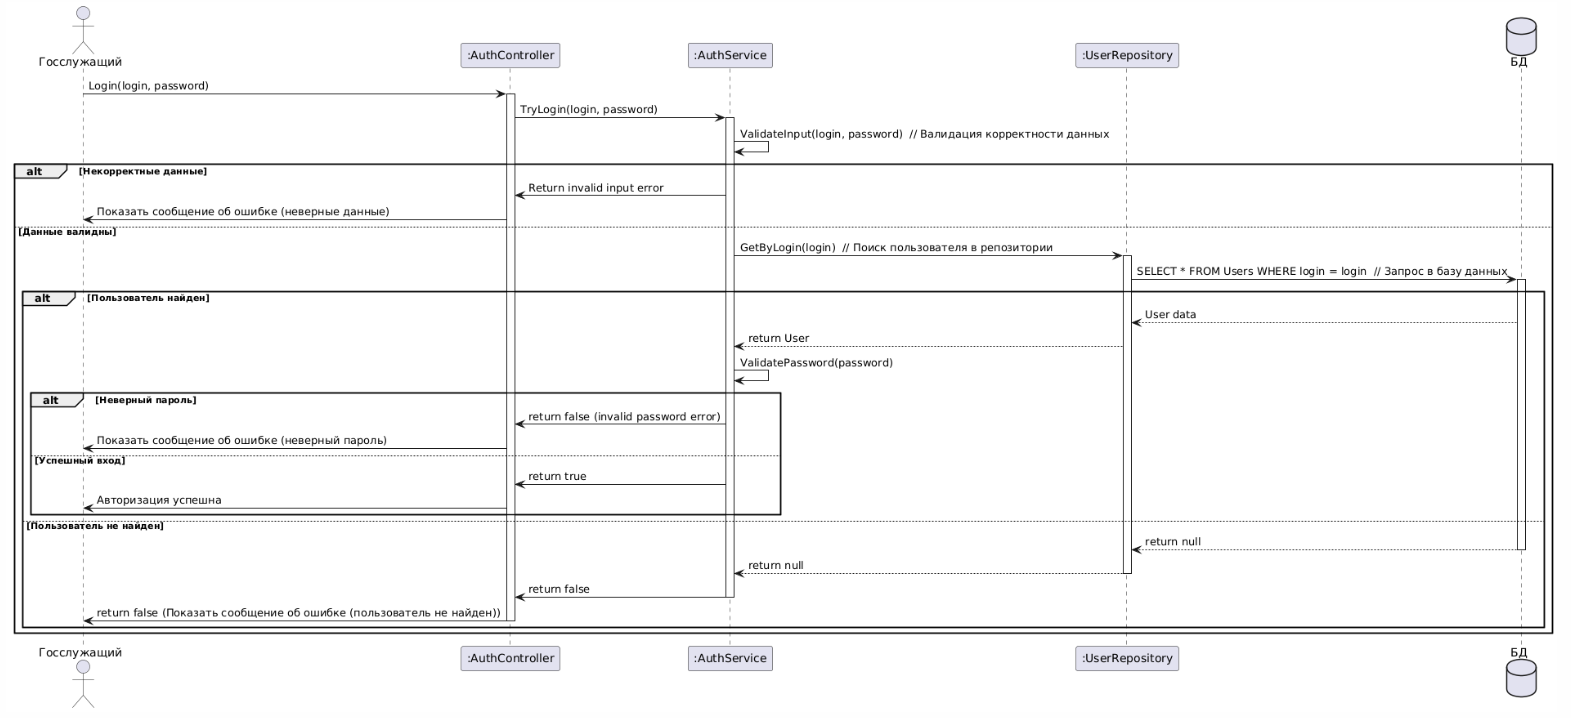 Госслужащий
:AuthController
:AuthService
:UserRepository
БД
Login(login, password)
TryLogin(login, password)
ValidateInput(login, password)  // Валидация корректности данных
alt
[Некорректные данные]
Return invalid input error
Показать сообщение об ошибке (неверные данные)
[Данные валидны]
GetByLogin(login)  // Поиск пользователя в репозитории
SELECT * FROM Users WHERE login = login  // Запрос в базу данных
alt
[Пользователь найден]
User data
return User
ValidatePassword(password)
alt
[Неверный пароль]
return false (invalid password error)
Показать сообщение об ошибке (неверный пароль)
[Успешный вход]
return true
Авторизация успешна
[Пользователь не найден]
return null
return null
return false
return false (Показать сообщение об ошибке (пользователь не найден))
Госслужащий
:AuthController
:AuthService
:UserRepository
БД